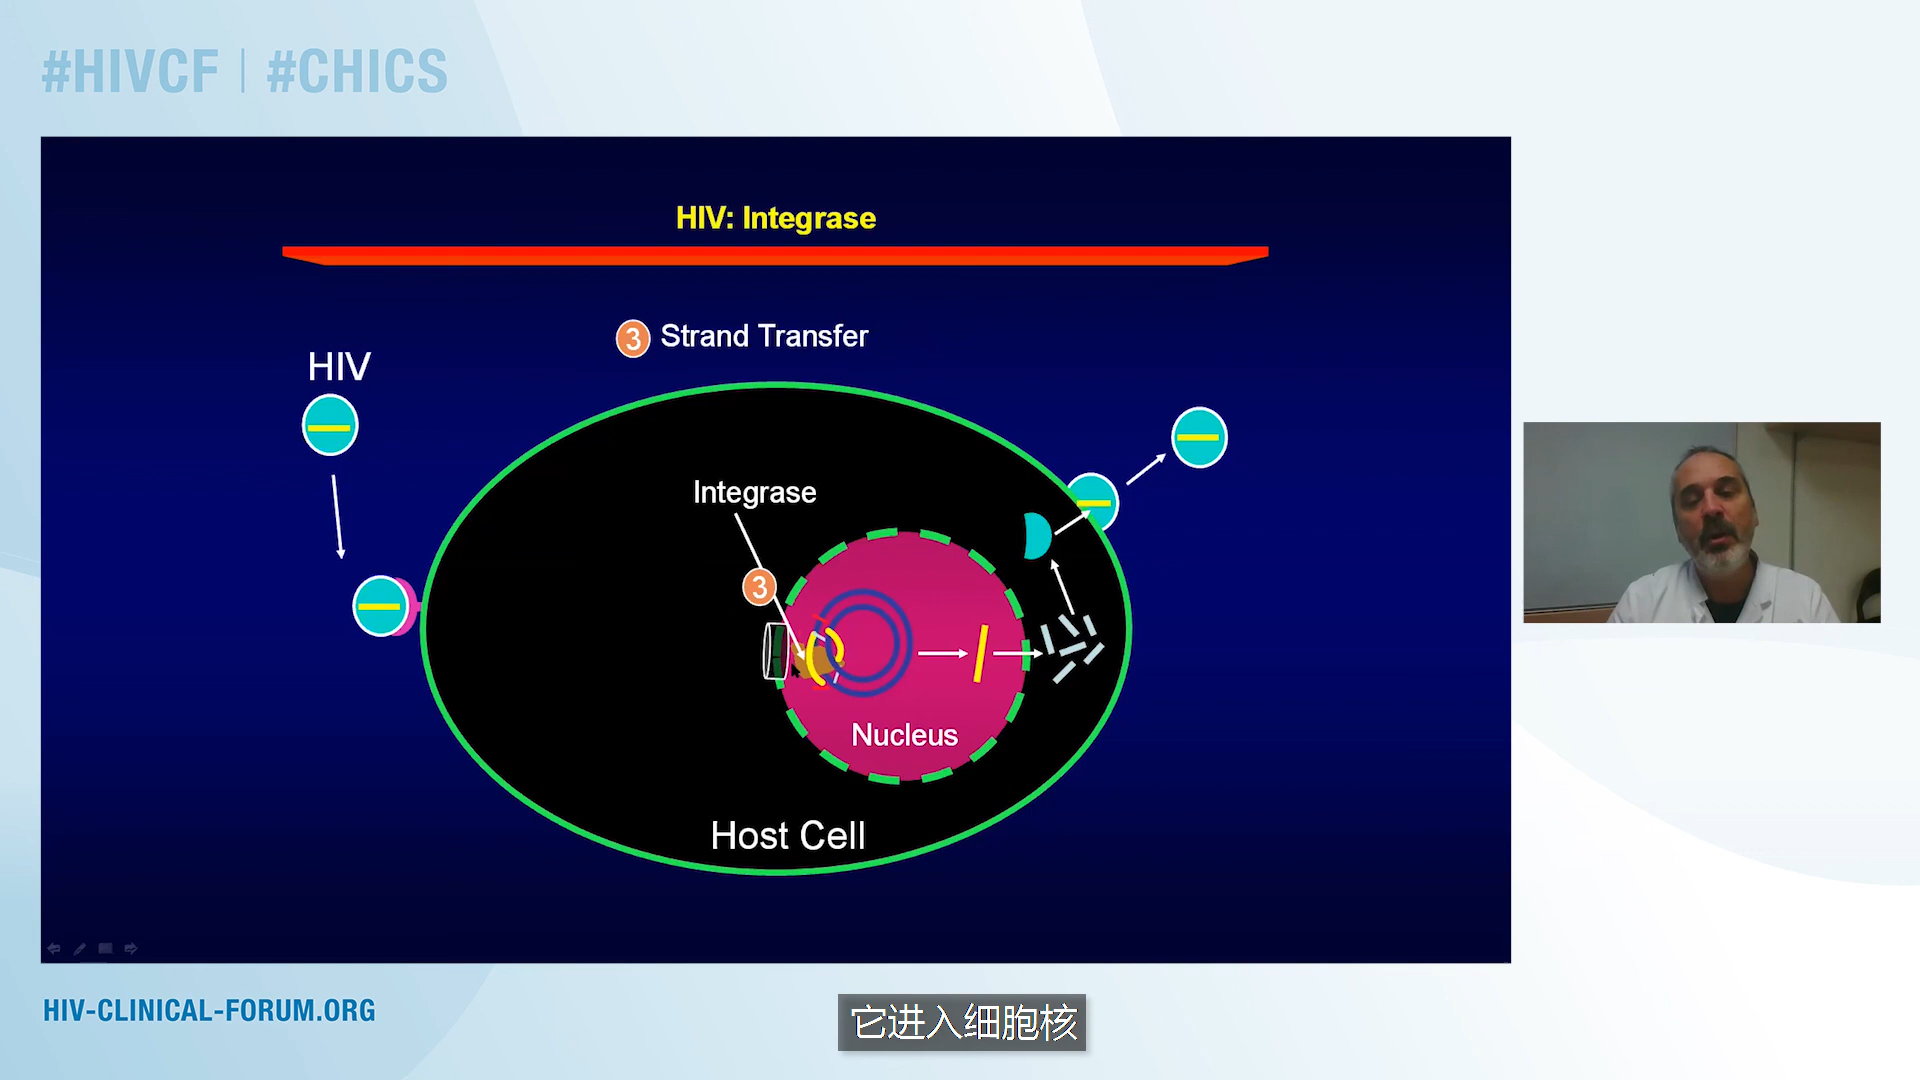 #HIVCF | #CHICS
HIV: Integrase
3 Strand Transfer
HIV
Integrase
3
Nucleus
Host Cell
HIV-CLINICAL-FORUM.ORG
它进入细胞核